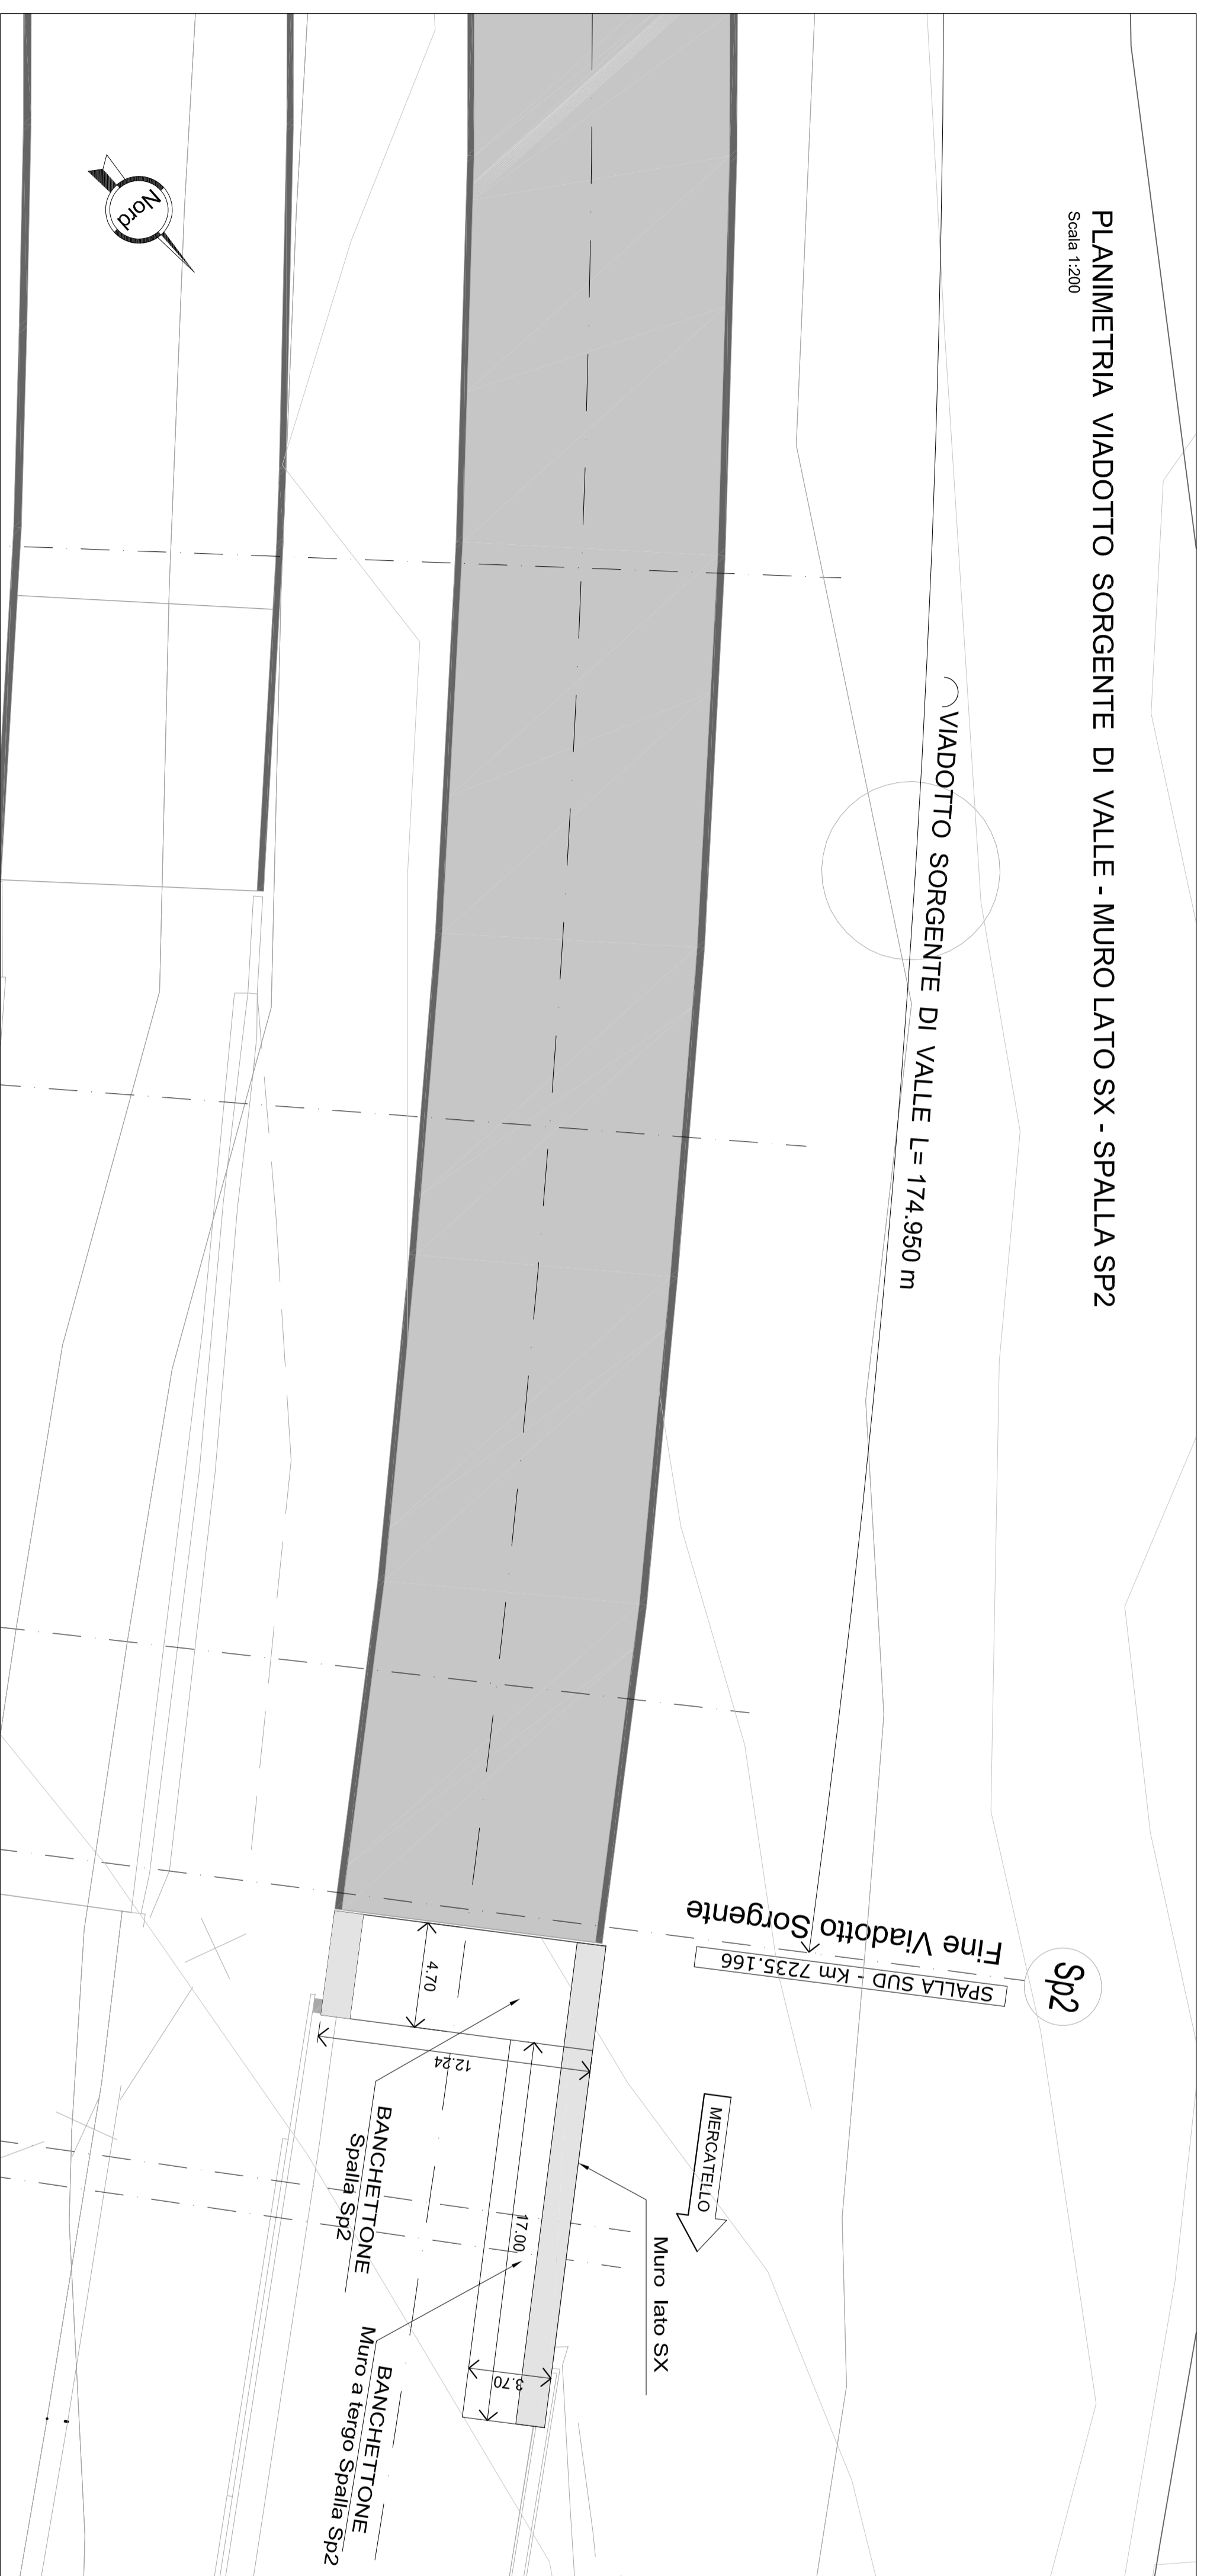 PLANIMETRIA VIADOTTO SORGENTE DI VALLE - MURO LATO SX - SPALLA SP2
Scala 1:200
Nord
VIADOTTO SORGENTE DI VALLE L= 174.950 m
Fine Viadotto Sorgente
SPALLA SUD - Km 7235.166
Sp2
4.70
12.24
MERCATELLO
17.00
3.70
Muro lato SX
BANCHETTONE
Spalla Sp2
BANCHETTONE
Muro a tergo Spalla Sp2